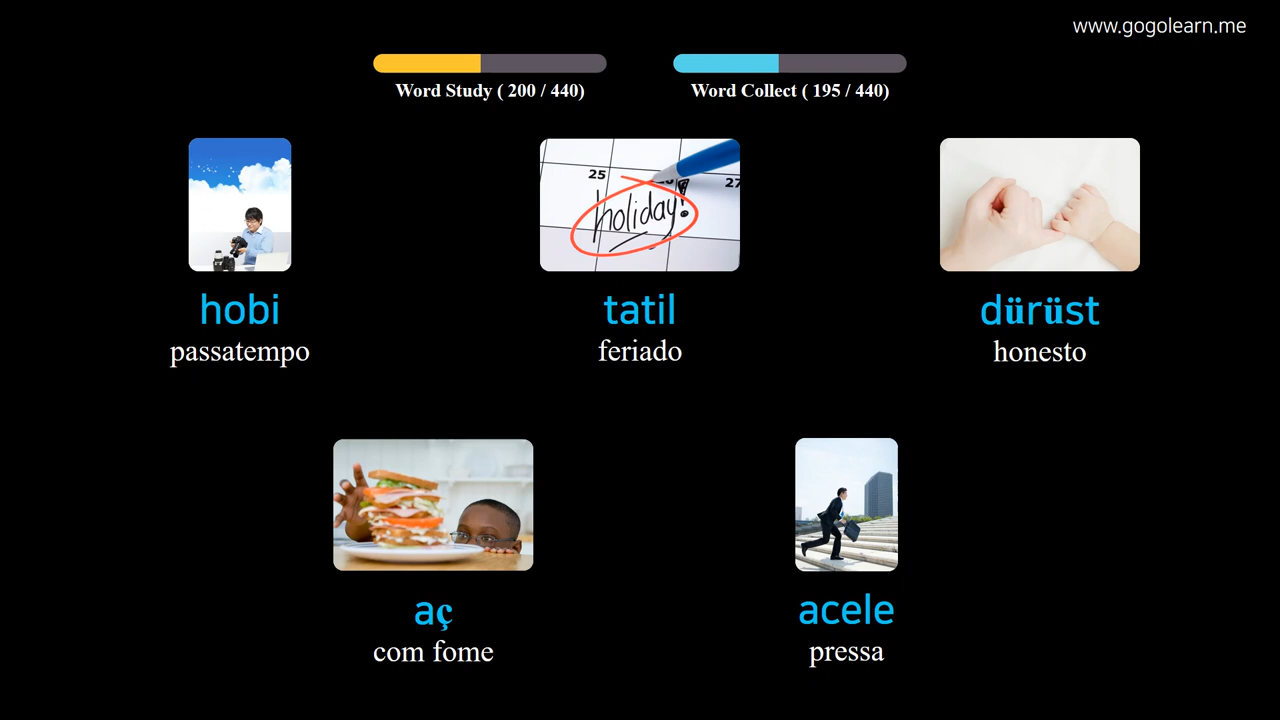 www.gogolearn.me
Word Study ( 200 / 440)
Word Collect ( 195 / 440)
25
27
holiday!
hobi
passatempo
tatil
feriado
dürüst
honesto
aç
com fome
acele
pressa